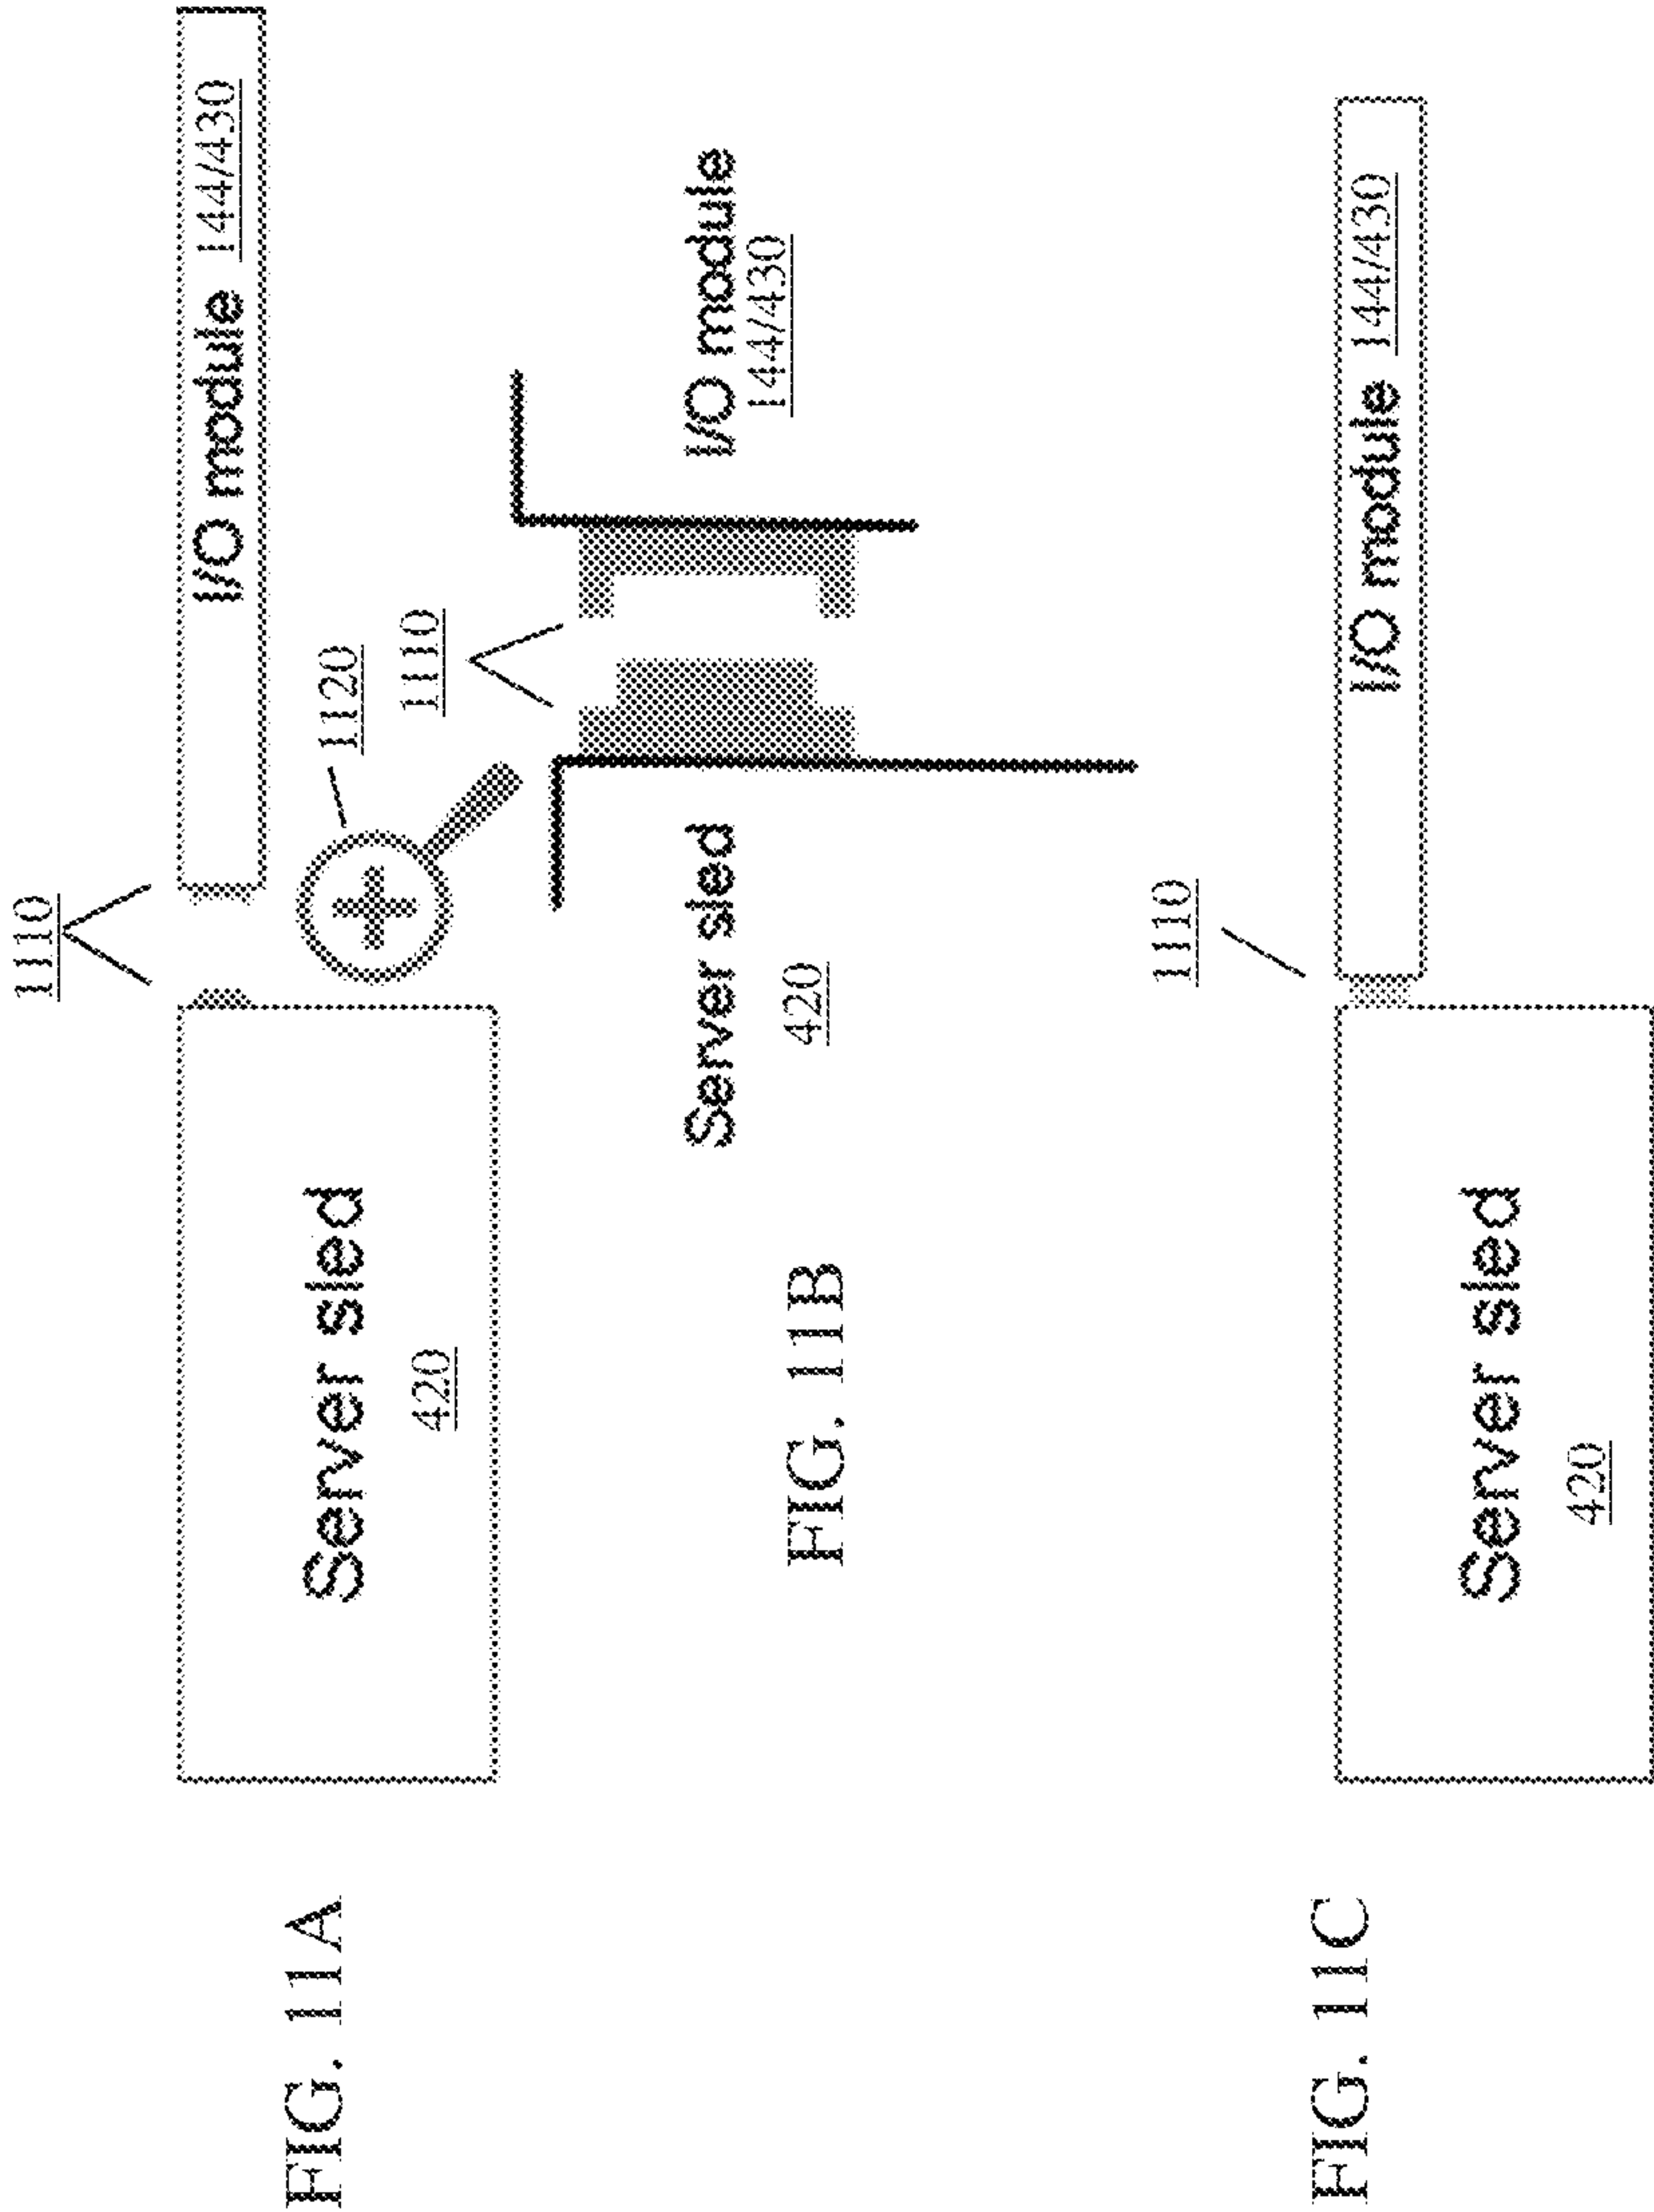 FIG. 11A
1110
Server sled
420
I/O module 144/430
1120
FIG. 11B
1110
Server sled
420
I/O module
144/430
FIG. 11C
1110
Server sled
420
I/O module 144/430